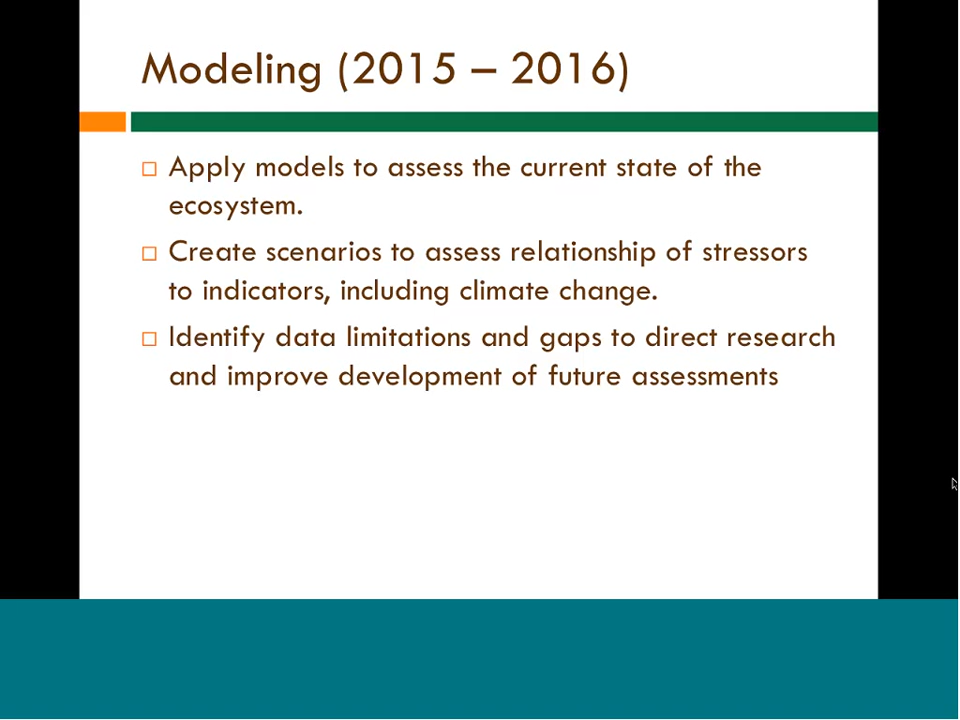 Modeling (2015 – 2016)
Apply models to assess the current state of the
ecosystem.
Create scenarios to assess relationship of stressors
to indicators, including climate change.
Identify data limitations and gaps to direct research
and improve development of future assessments